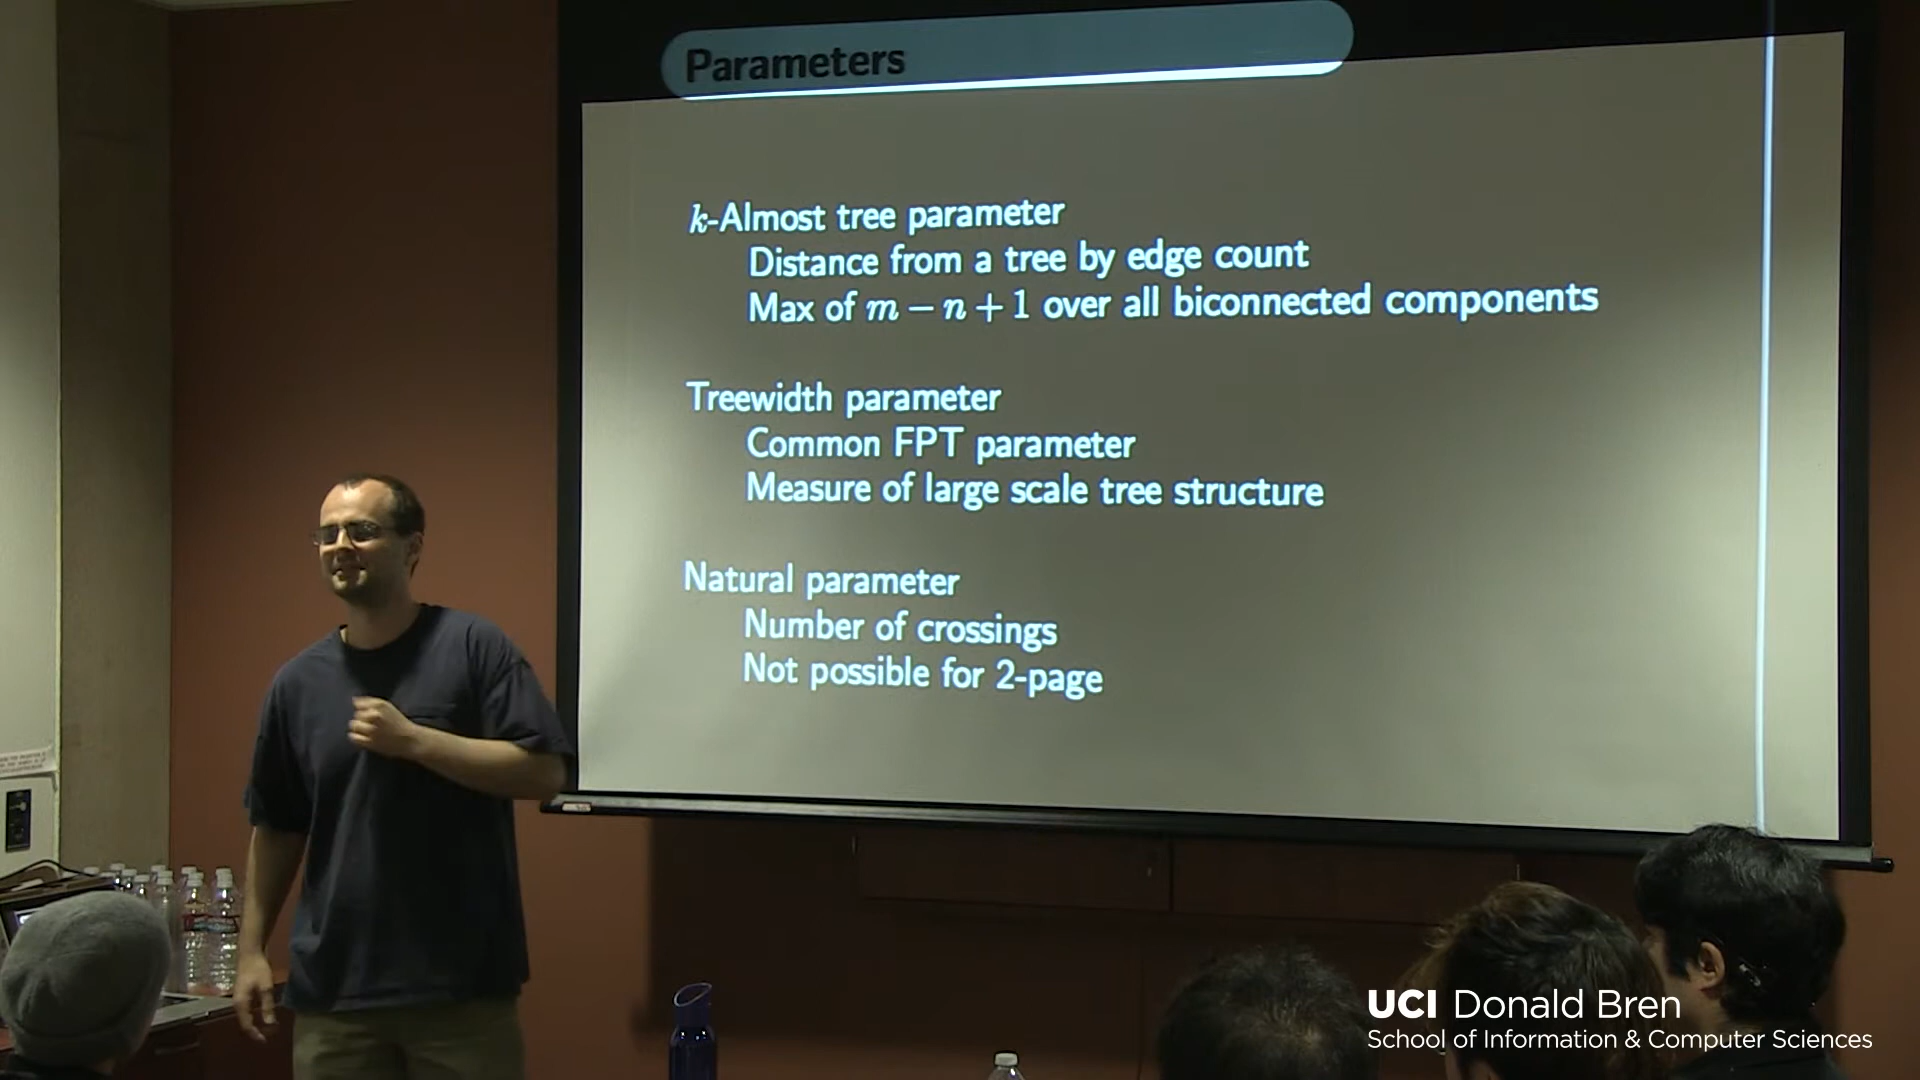 Parameters
k-Almost tree parameter
Distance from a tree by edge count
Max of m − n + 1 over all biconnected components
Treewidth parameter
Common FPT parameter
Measure of large scale tree structure
Natural parameter
Number of crossings
Not possible for 2-page
UCI Donald Bren
School of Information & Computer Sciences